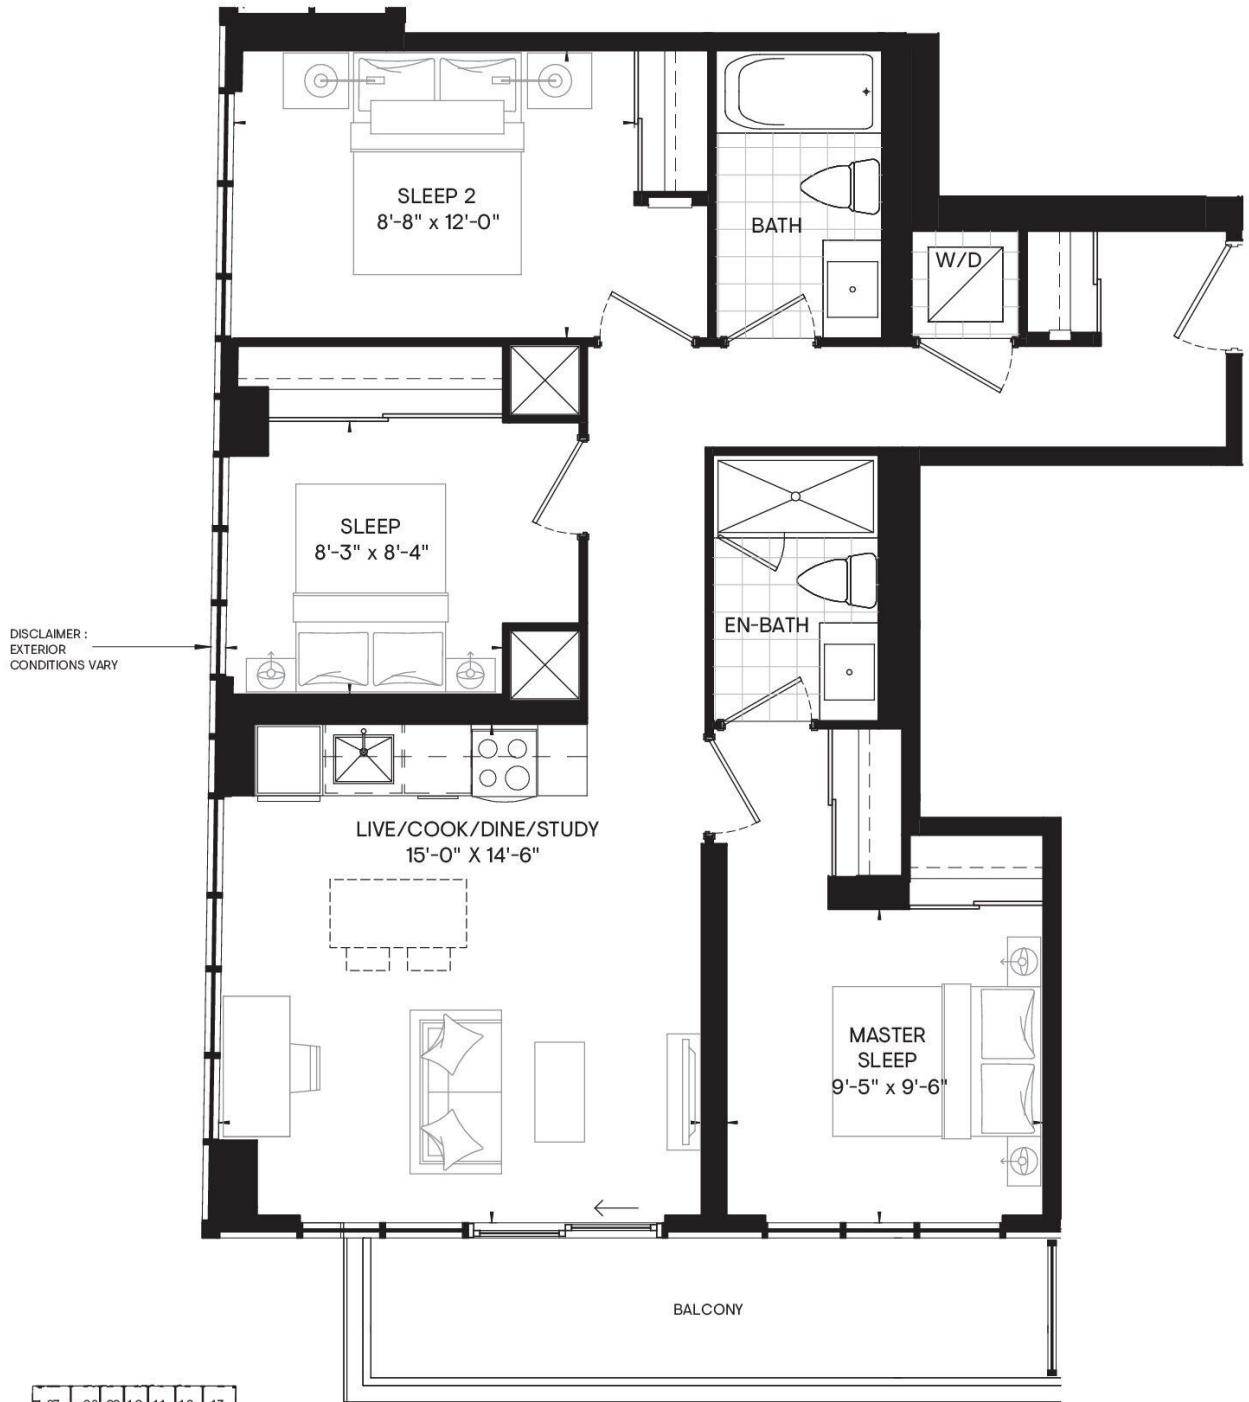 SLEEP 2
8'-8" x 12'-0"
BATH
W/D
SLEEP
8'-3" x 8'-4"
EN-BATH
DISCLAIMER :
EXTERIOR
CONDITIONS VARY
LIVE/COOK/DINE/STUDY
15'-0" X 14'-6"
MASTER
SLEEP
9'-5" x 9'-6"
BALCONY